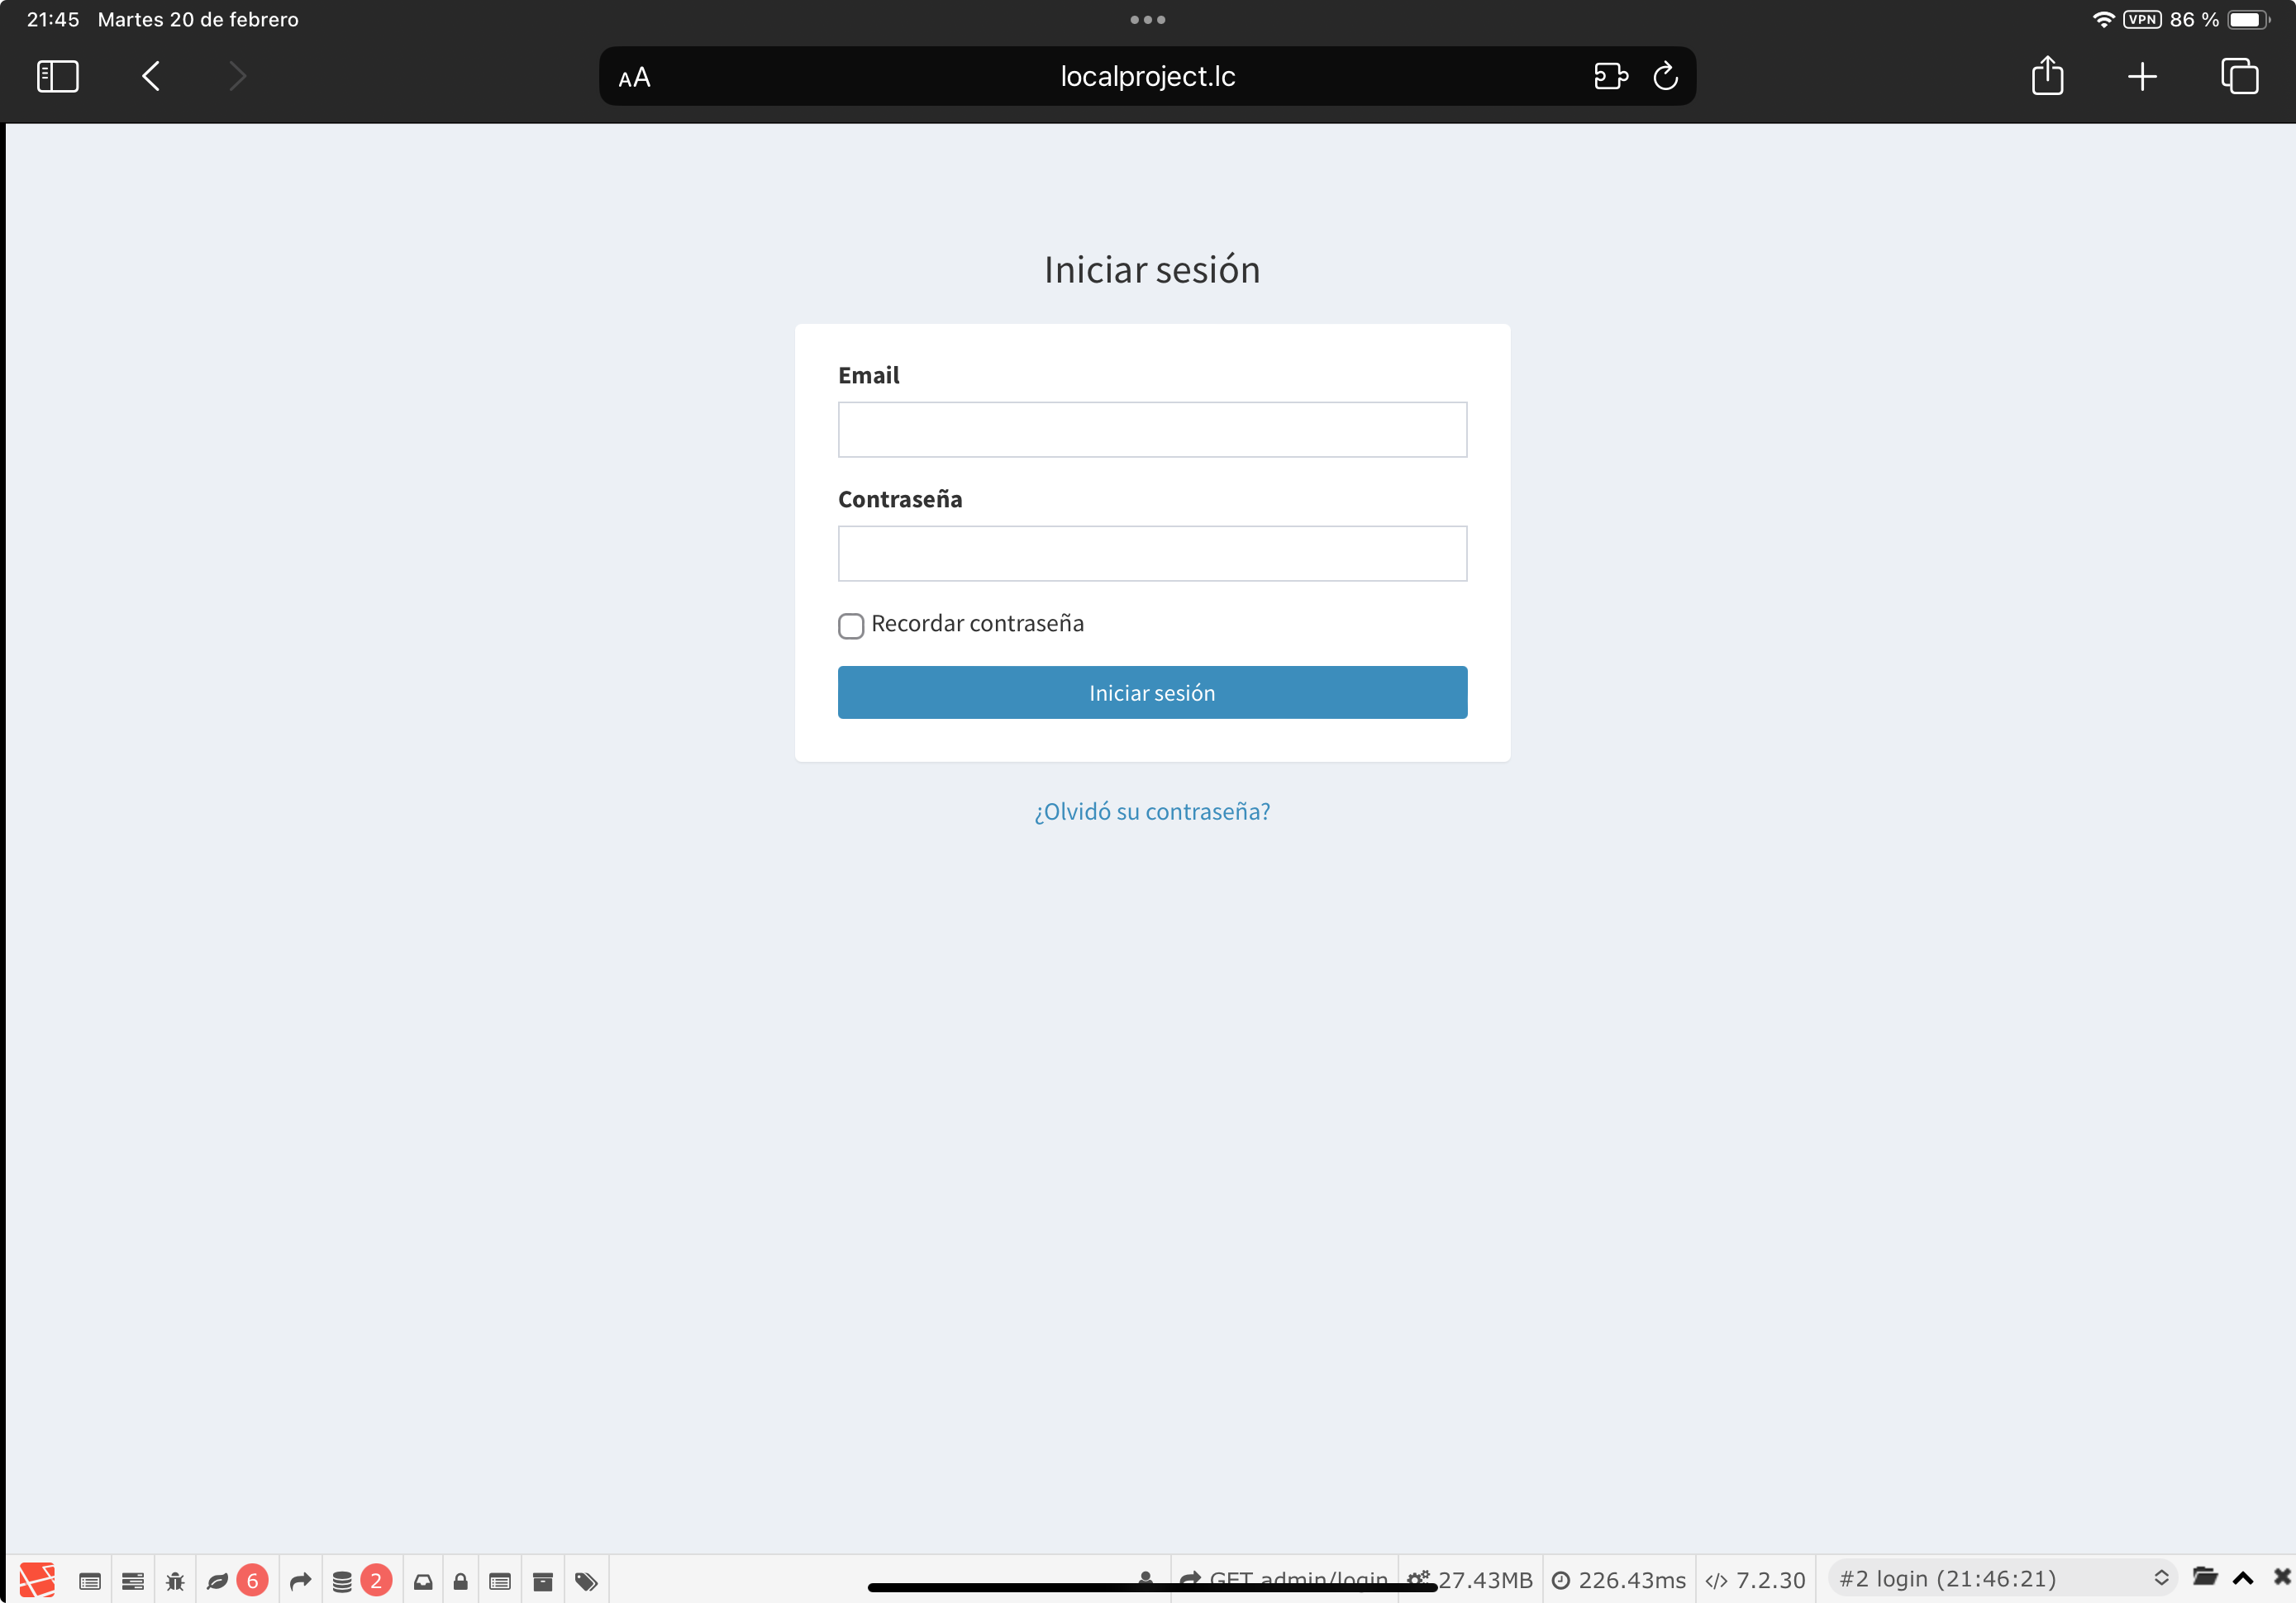 21:45 Martes 20 de febrero
VPN 86 %
AA localproject.lc
Iniciar sesión
Email
Contraseña
Recordar contraseña
Iniciar sesión
¿Olvidó su contraseña?
6 2 GET admin/login 27.43MB 226.43ms 7.2.30 #2 login (21:46:21)